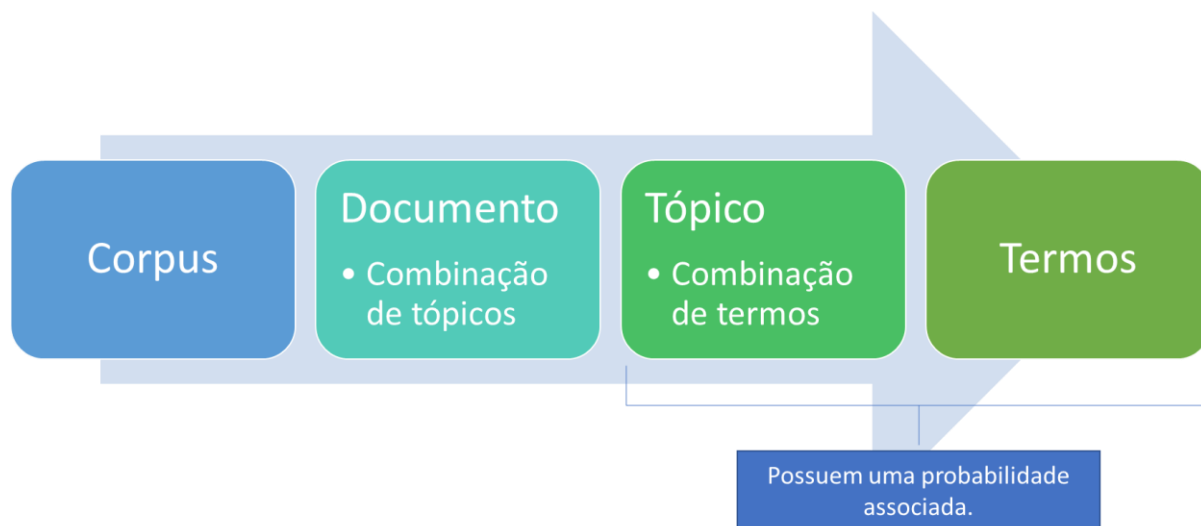 Corpus
Documento
• Combinação
de tópicos
Tópico
• Combinação
de termos
Termos
Possuem uma probabilidade
associada.